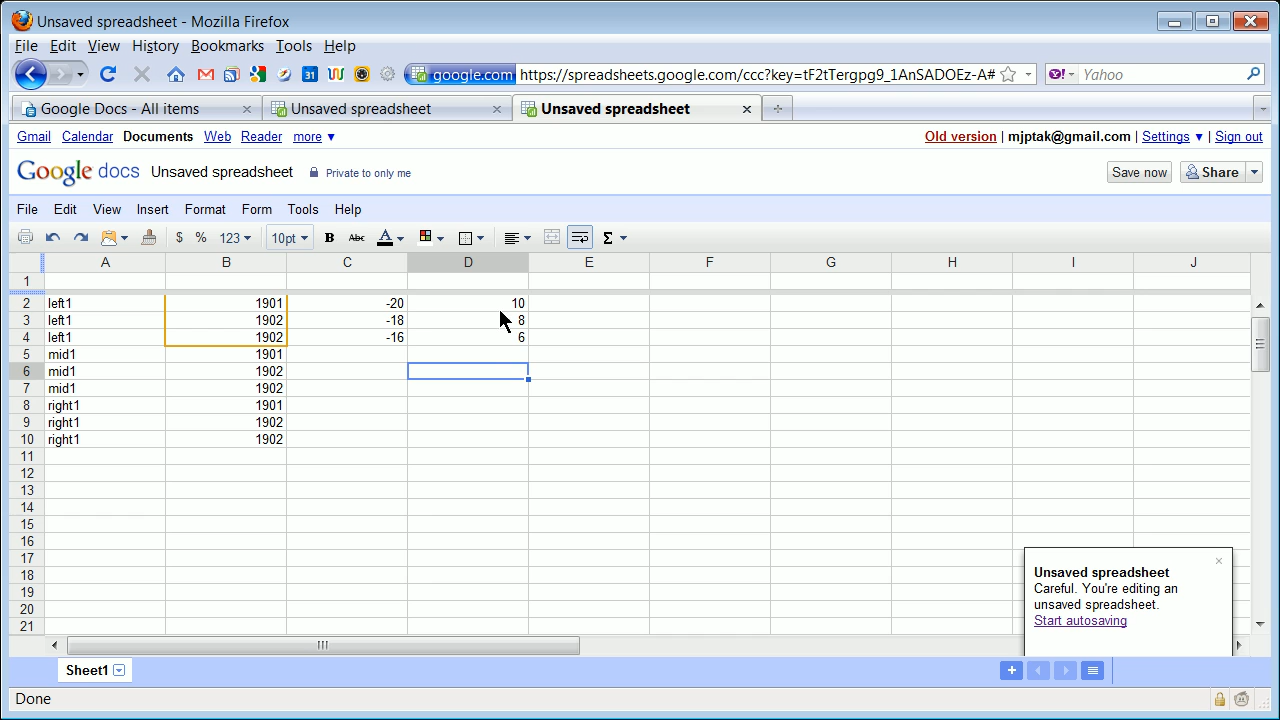 Unsaved spreadsheet - Mozilla Firefox
File Edit View History Bookmarks Tools Help
google.com https://spreadsheets.google.com/ccc?key=tF2tTergpg9_1AnSADOEz-A# Yahoo
Google Docs - All items Unsaved spreadsheet Unsaved spreadsheet
Gmail Calendar Documents Web Reader more Old version | mjptak@gmail.com | Settings | Sign out
Google docs Unsaved spreadsheet Private to only me Save now Share
File Edit View Insert Format Form Tools Help
$ % 123 10pt B Abc A Σ
A B C D E F G H I J
1
2 left1 1901 -20 10
3 left1 1902 -18 8
4 left1 1902 -16 6
5 mid1 1901
6 mid1 1902
7 mid1 1902
8 right1 1901
9 right1 1902
10 right1 1902
11
12
13
14
15
16
17
18
19
20
21
Unsaved spreadsheet
Careful. You're editing an
unsaved spreadsheet.
Start autosaving
Sheet1
Done